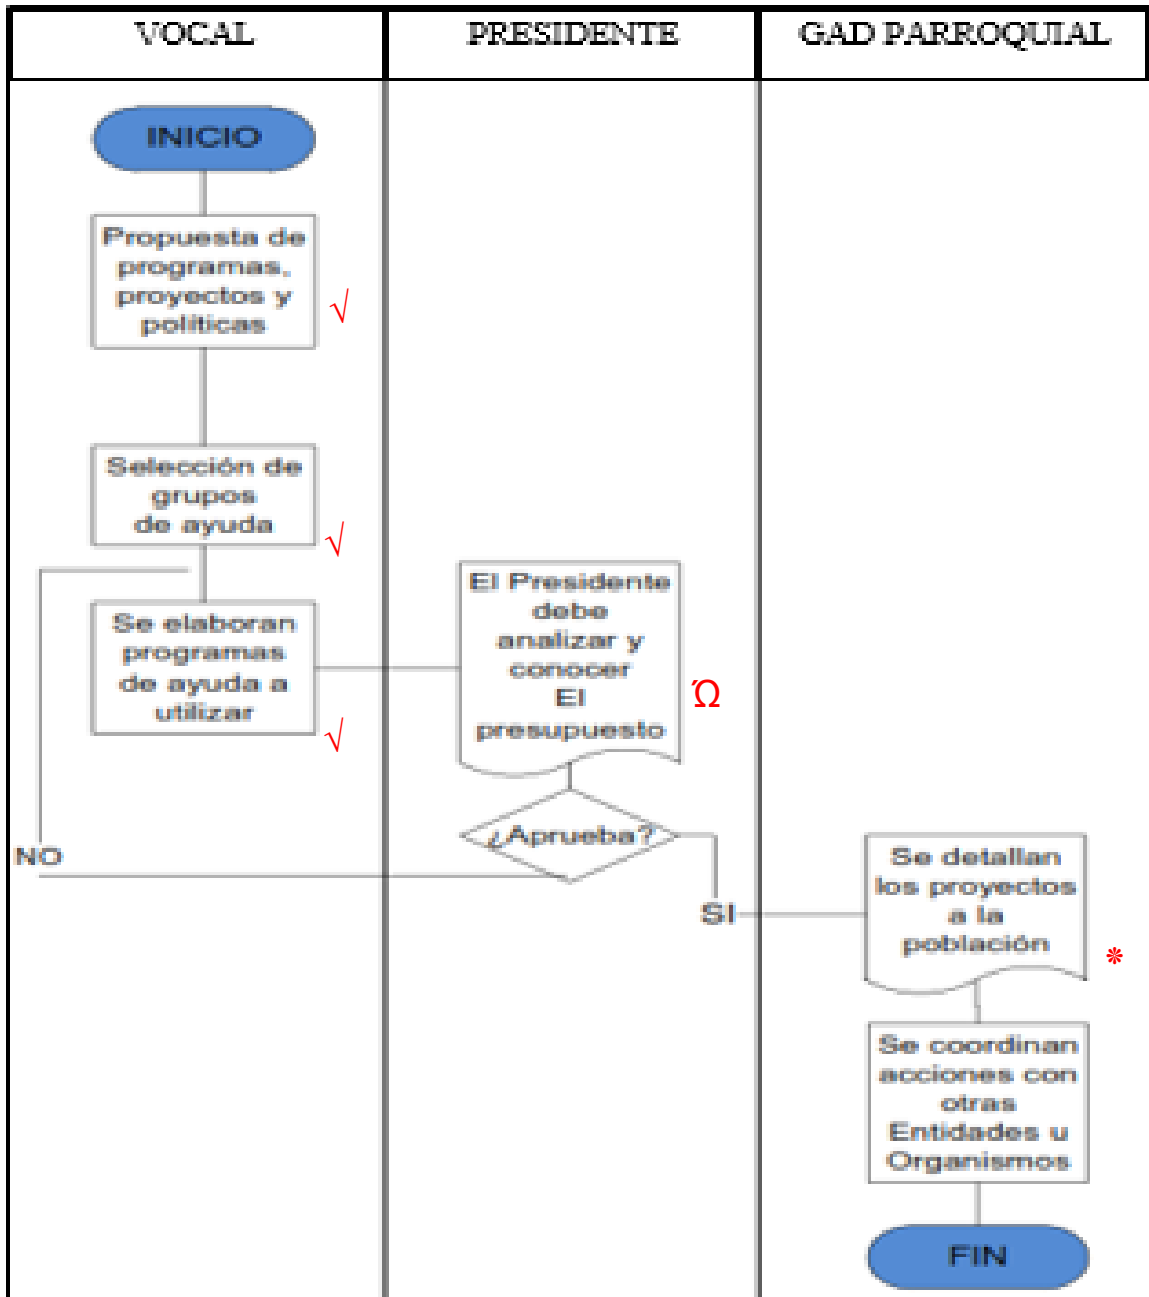 VOCAL
PRESIDENTE
GAD PARROQUIAL
INICIO
Propuesta de
programas,
proyectos y
políticas
√
Selección de
grupos
de ayuda
√
Se elaboran
programas
de ayuda a
utilizar
√
El Presidente
debe
analizar y
conocer
El
presupuesto
Ώ
¿Aprueba?
NO
SI
Se detallan
los proyectos
a la
población
*
Se coordinan
acciones con
otras
Entidades u
Organismos
FIN